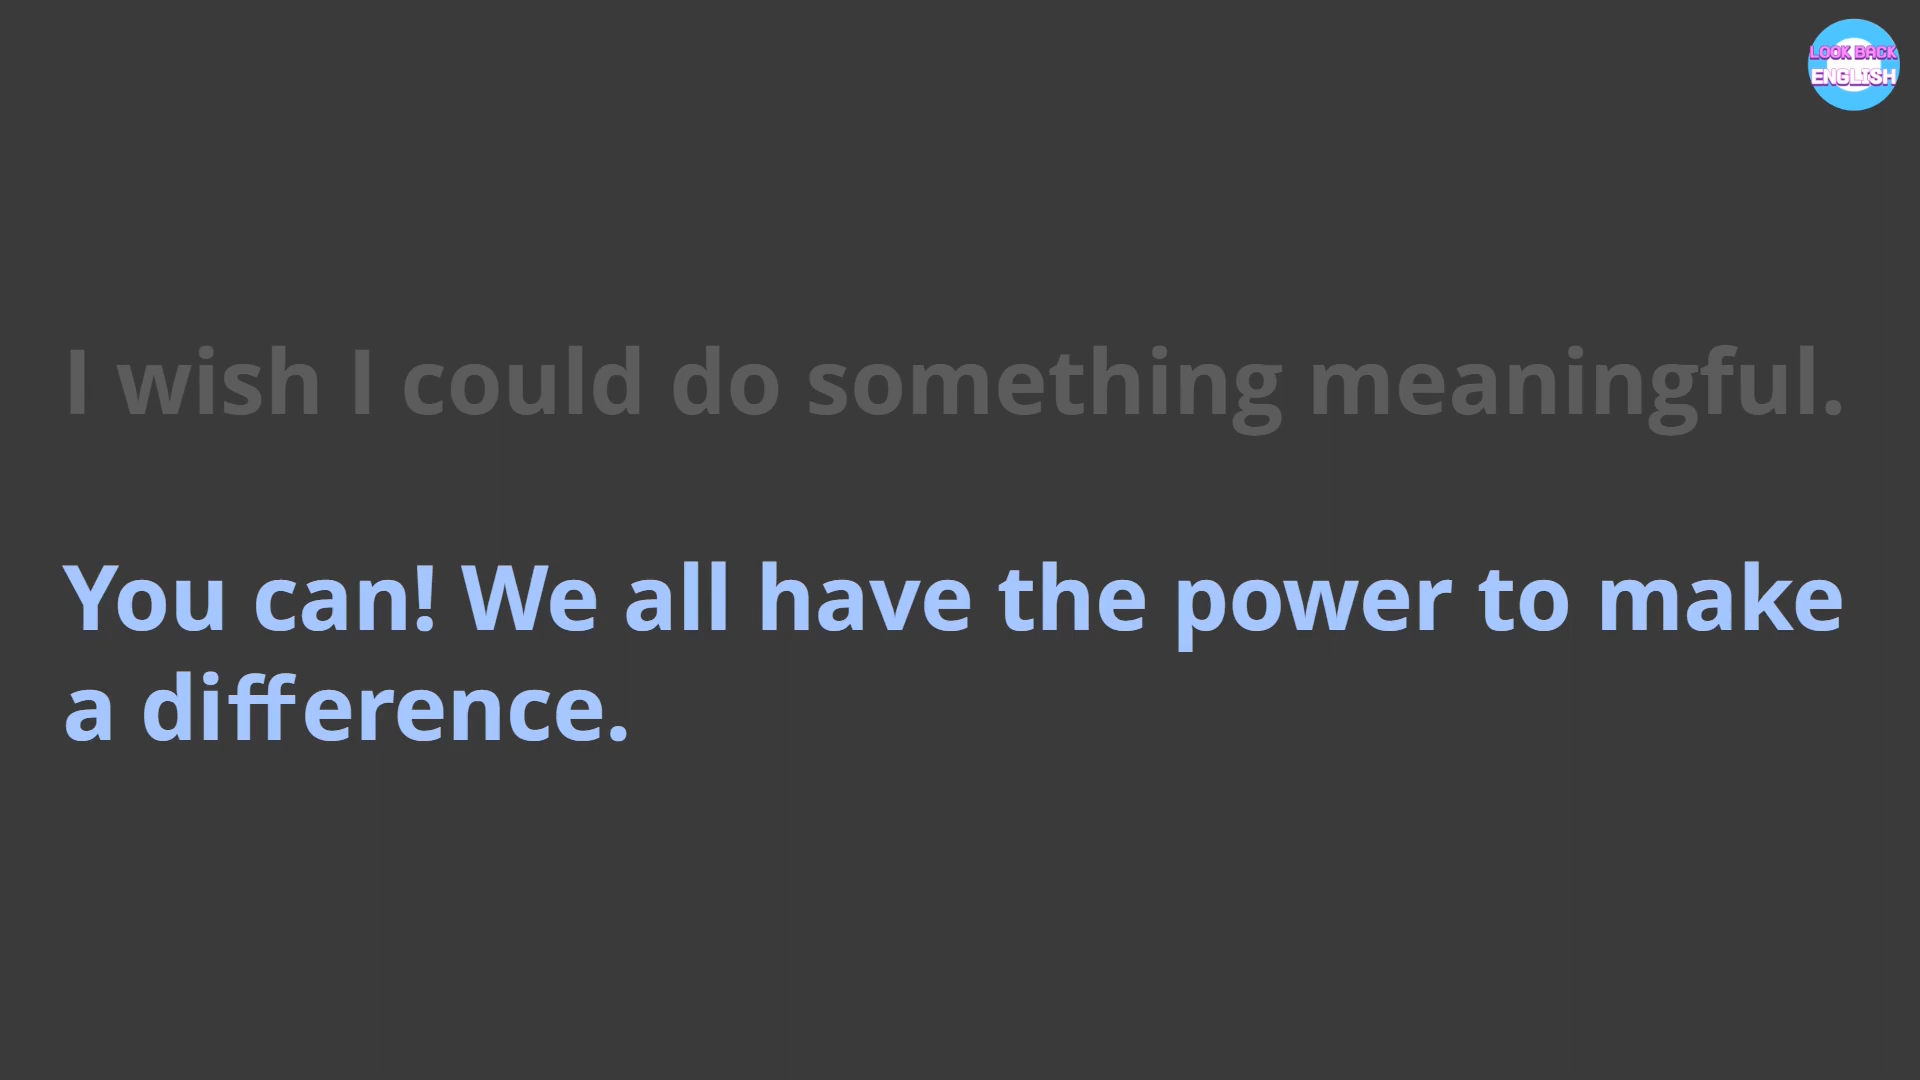 LOOK BACK
ENGLISH
I wish I could do something meaningful.
You can! We all have the power to make
a difference.